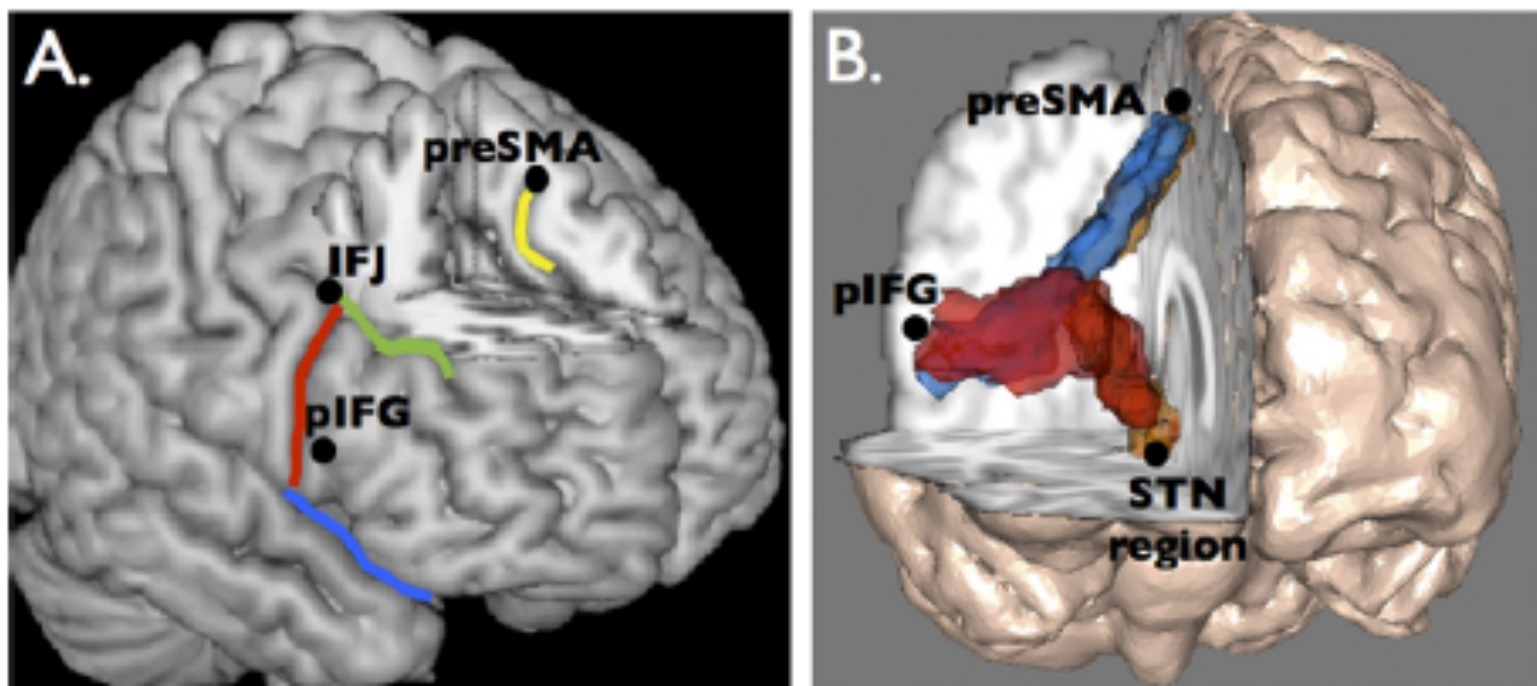 A.
preSMA
IFJ
pIFG
B.
preSMA
pIFG
STN
region